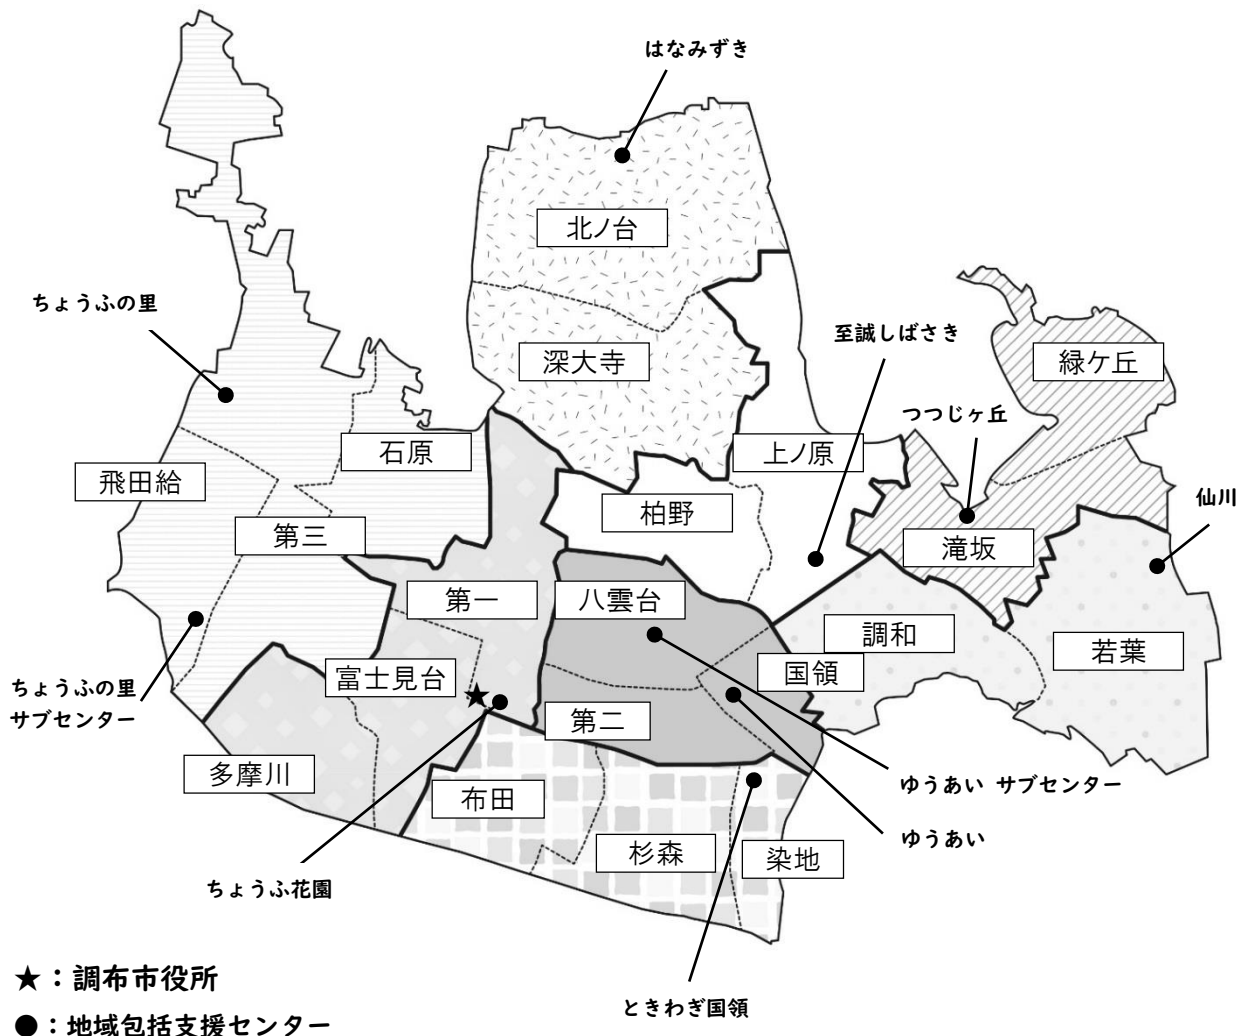 はなみずき
北ノ台
ちょうふの里
至誠しばさき
深大寺
緑ケ丘
つつじヶ丘
石原
上ノ原
飛田給
仙川
柏野
第三
滝坂
第一
八雲台
調和
若葉
国領
富士見台
ちょうふの里
サブセンター
第二
多摩川
布田
ゆうあい サブセンター
ゆうあい
杉森
染地
ちょうふ花園
★：調布市役所
ときわぎ国領
●：地域包括支援センター